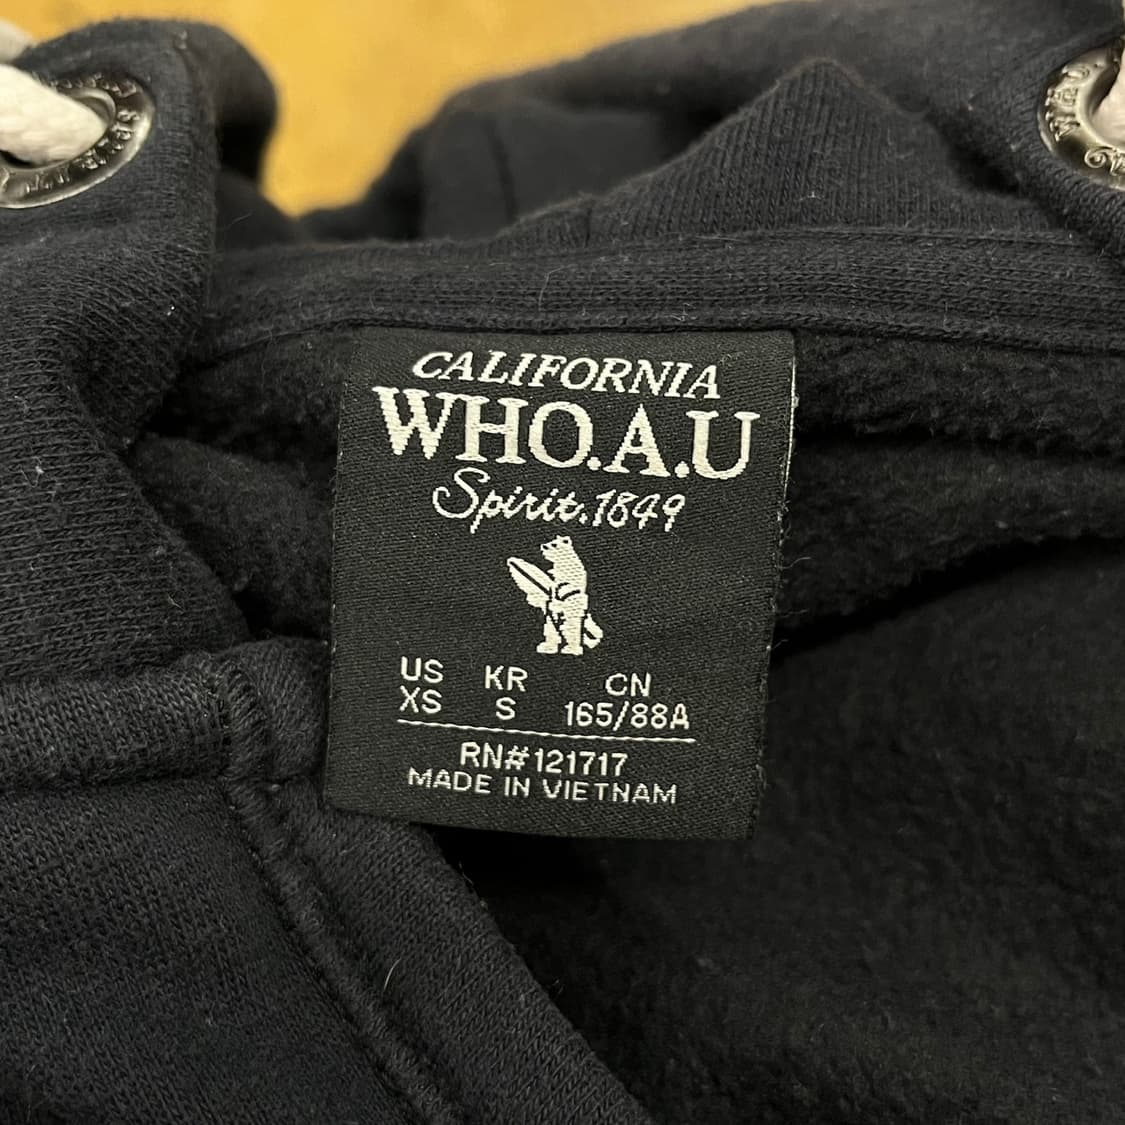 CALIFORNIA
WHO.A.U
Spirit.1849
US KR CN
XS S 165/88A
RN#121717
MADE IN VIETNAM